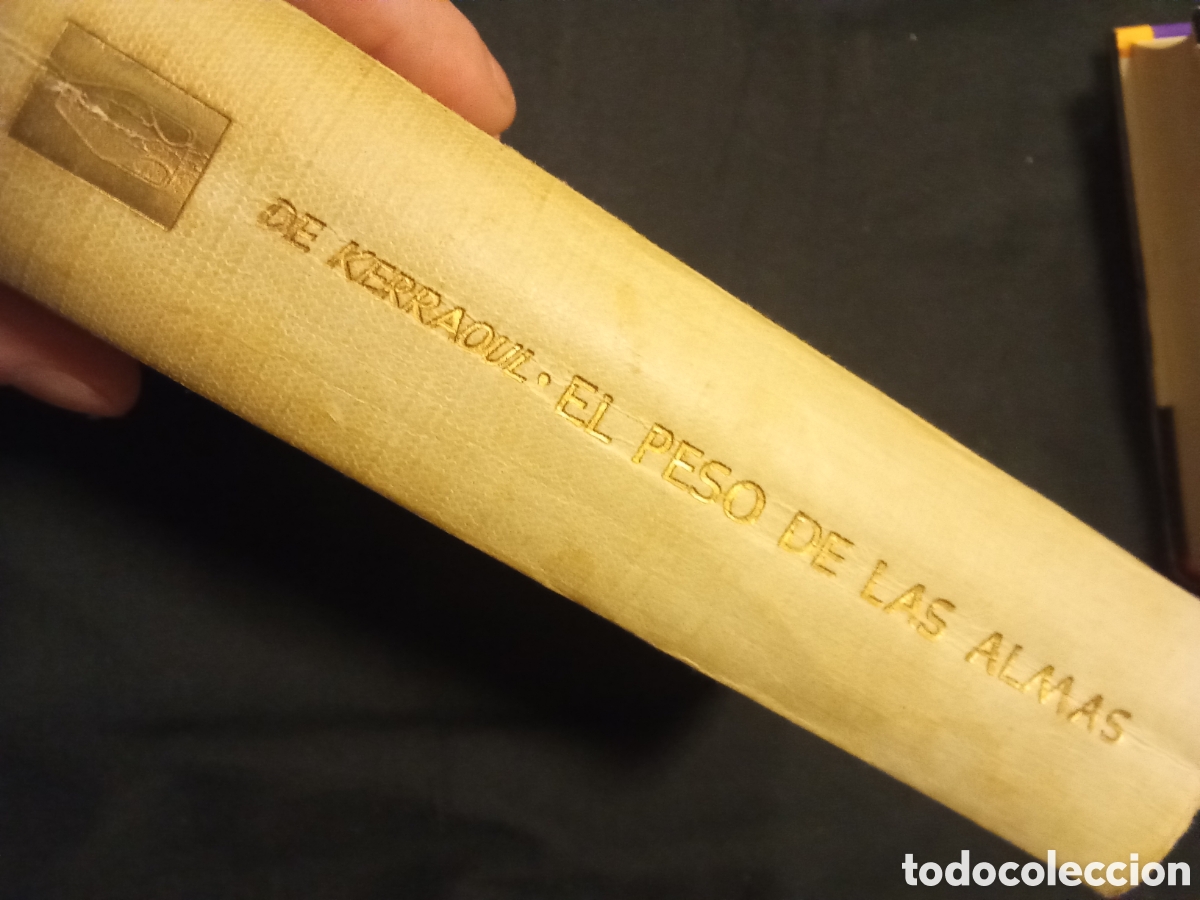 DE KERRAOUL · EL PESO DE LAS ALMAS
todocoleccion